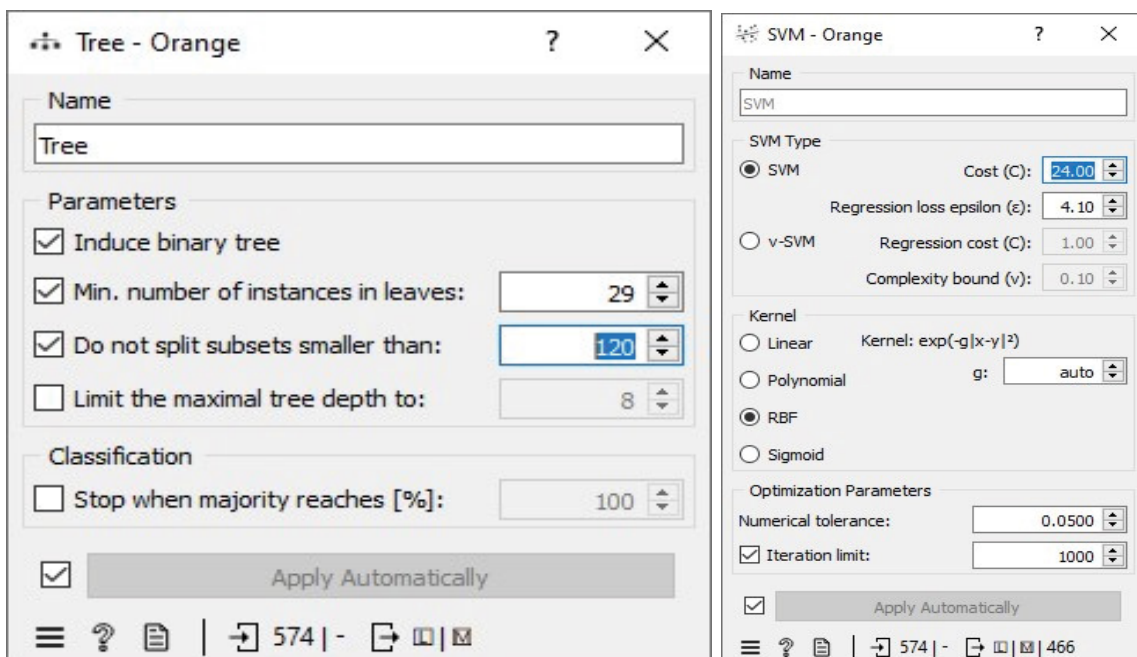 Tree - Orange ? ×
Name
Tree
Parameters
Induce binary tree
Min. number of instances in leaves: 29
Do not split subsets smaller than: 120
Limit the maximal tree depth to: 8
Classification
Stop when majority reaches [%]: 100
Apply Automatically
574 | - L | M
SVM - Orange ? ×
Name
SVM
SVM Type
SVM Cost (C): 24.00
Regression loss epsilon (ε): 4.10
v-SVM Regression cost (C): 1.00
Complexity bound (v): 0.10
Kernel
Linear Kernel: exp(-g|x-y|²)
g: auto
Polynomial
RBF
Sigmoid
Optimization Parameters
Numerical tolerance: 0.0500
Iteration limit: 1000
Apply Automatically
574 | - L | M | 466